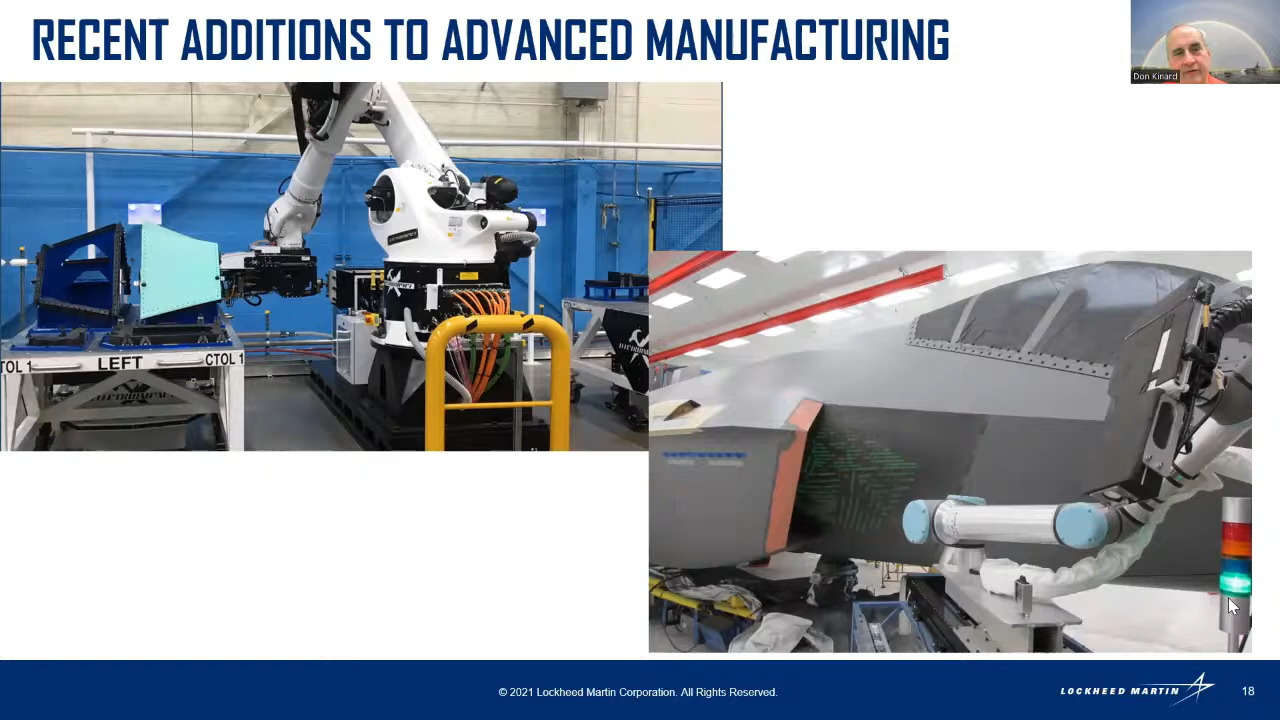 RECENT ADDITIONS TO ADVANCED MANUFACTURING
Don Kinard
TOL 1
LEFT
CTOL 1
© 2021 Lockheed Martin Corporation. All Rights Reserved.
LOCKHEED MARTIN
18